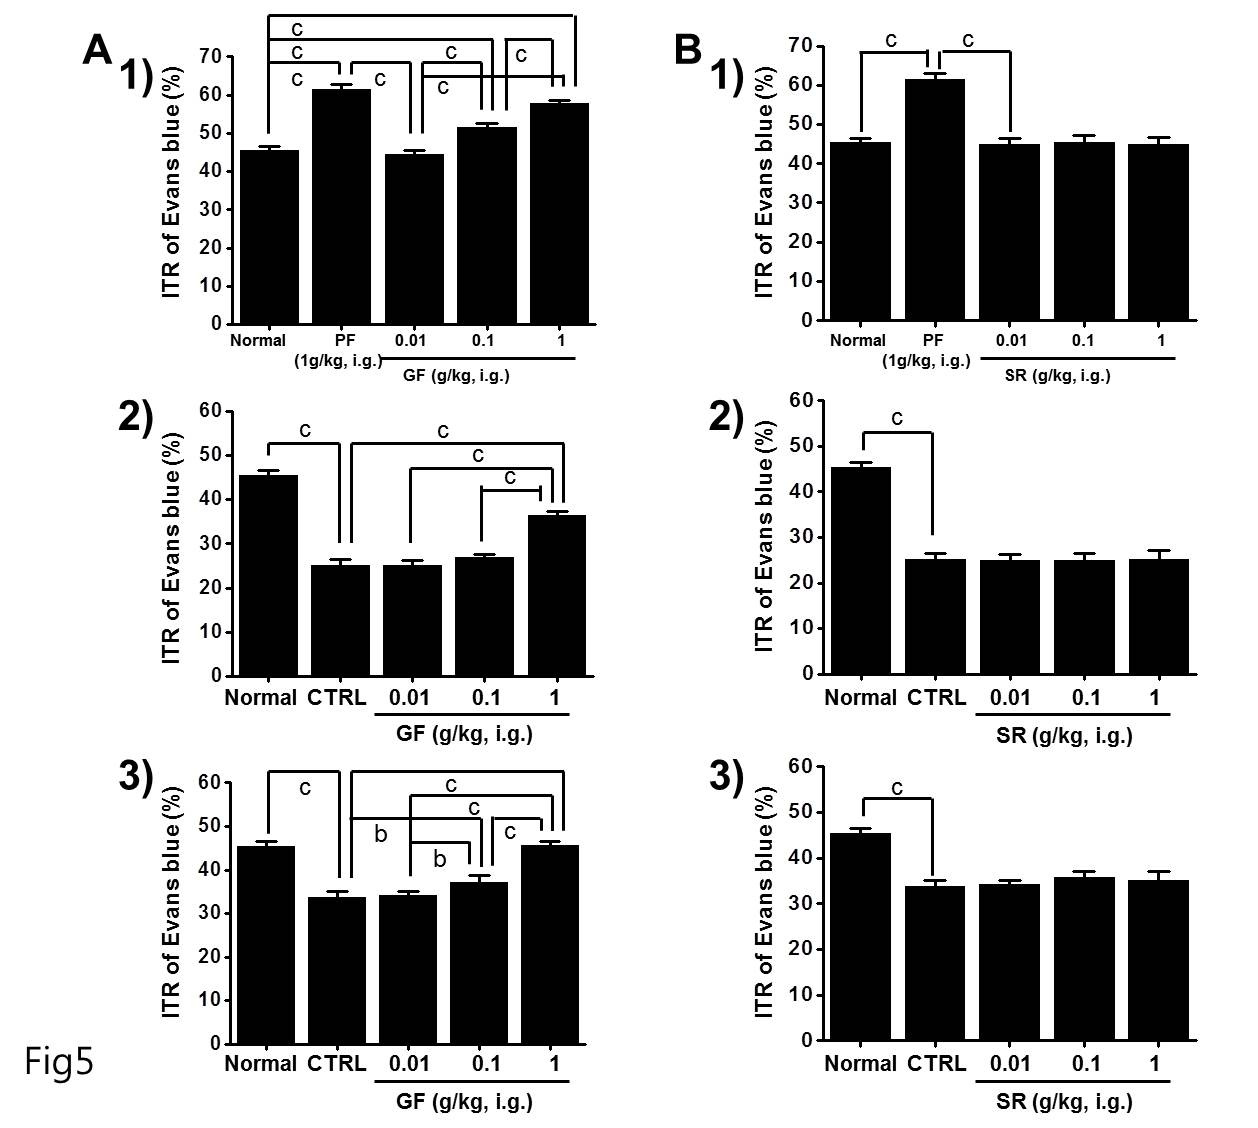 A 1)
ITR of Evans blue (%)
70
60
50
40
30
20
10
0
c
c
c
c
c
c
c
Normal PF 0.01 0.1 1
(1g/kg, i.g.) GF (g/kg, i.g.)
B 1)
ITR of Evans blue (%)
70
60
50
40
30
20
10
0
c c
Normal PF 0.01 0.1 1
(1g/kg, i.g.) SR (g/kg, i.g.)
2)
ITR of Evans blue (%)
60
50
40
30
20
10
0
c c
c
c
Normal CTRL 0.01 0.1 1
GF (g/kg, i.g.)
2)
ITR of Evans blue (%)
60
50
40
30
20
10
0
c
Normal CTRL 0.01 0.1 1
SR (g/kg, i.g.)
3)
ITR of Evans blue (%)
60
50
40
30
20
10
0
c c
c
b c
b
Normal CTRL 0.01 0.1 1
GF (g/kg, i.g.)
3)
ITR of Evans blue (%)
60
50
40
30
20
10
0
c
Normal CTRL 0.01 0.1 1
SR (g/kg, i.g.)
Fig5